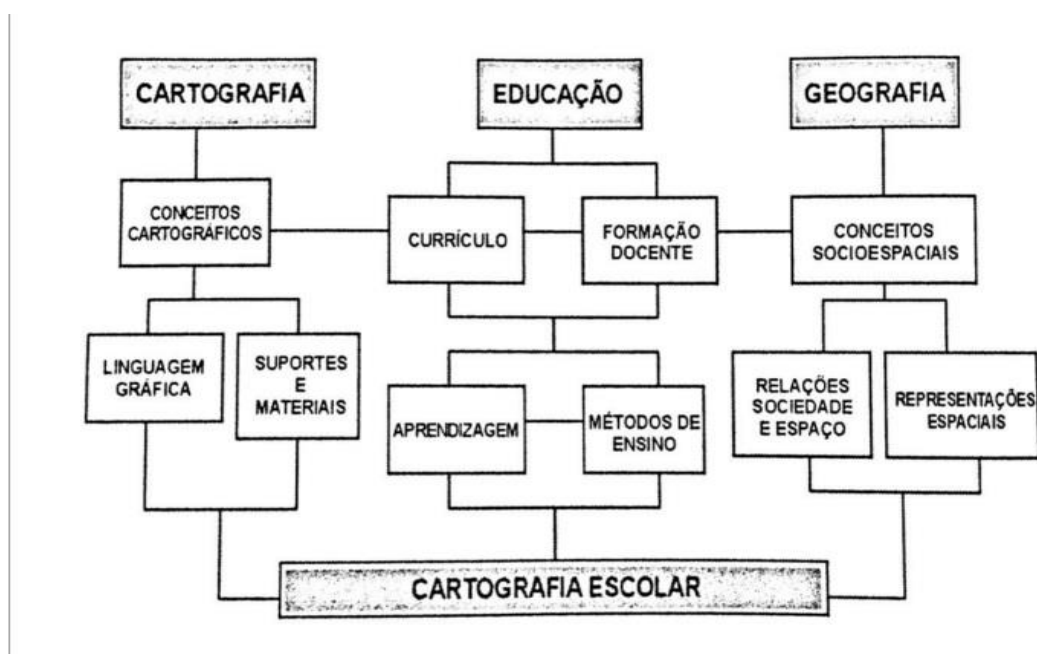 CARTOGRAFIA
EDUCAÇÃO
GEOGRAFIA
CONCEITOS
CARTOGRÁFICOS
CURRÍCULO
FORMAÇÃO
DOCENTE
CONCEITOS
SOCIOESPACIAIS
LINGUAGEM
GRÁFICA
SUPORTES
E
MATERIAIS
APRENDIZAGEM
MÉTODOS DE
ENSINO
RELAÇÕES
SOCIEDADE
E ESPAÇO
REPRESENTAÇÕES
ESPACIAIS
CARTOGRAFIA ESCOLAR